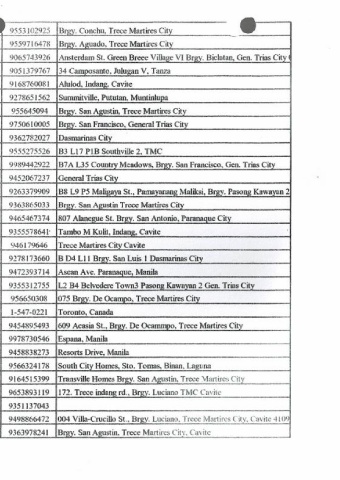 9553102925 Brgy. Conchu, Trece Martires City
9559716478 Brgy. Aguado, Trece Martires City
9065743926 Amsterdam St. Green Breee Village VI Brgy. Biclatan, Gen. Trias City
9051379767 34 Camposanto, Julugan V, Tanza
9168760081 Alulod, Indang, Cavite
9278651562 Summitville, Putatan, Muntinlupa
955645094 Brgy. San Agustin, Trece Martires City
9750610005 Brgy. San Francisco, General Trias City
9362782027 Dasmarinas City
9555275526 B3 L17 P1B Southville 2, TMC
9989442922 B7A L35 Country Meadows, Brgy. San Francisco, Gen. Trias City
9452067237 General Trias City
9263379909 B8 L9 P5 Maligaya St., Pamayanang Maliksi, Brgy. Pasong Kawayan 2
9363865033 Brgy. San Agustin Trece Martires City
9465467374 807 Alanegue St. Brgy. San Antonio, Paranaque City
9355578641 Tambo M Kulit, Indang, Cavite
946179646 Trece Martires City Cavite
9278173660 B D4 L11 Brgy. San Luis 1 Dasmarinas City
9472393714 Asean Ave. Paranaque, Manila
9355312755 L2 B4 Belvedere Town3 Pasong Kawayan 2 Gen. Trias City
956650308 075 Brgy. De Ocampo, Trece Martires City
1-547-0221 Toronto, Canada
9454895493 609 Acasia St., Brgy. De Ocammpo, Trece Martires City
9978730546 Espana, Manila
9458838273 Resorts Drive, Manila
9566324178 South City Homes, Sto. Tomas, Binan, Laguna
9164515399 Transville Homes Brgy. San Agustin, Trece Martires City
9653893119 172. Trece indang rd., Brgy. Luciano TMC Cavite
9351137043
9498866472 004 Villa-Crucillo St., Brgy. Luciano, Trece Martires City, Cavite 4109
9363978241 Brgy. San Agustin, Trece Martires City, Cavite